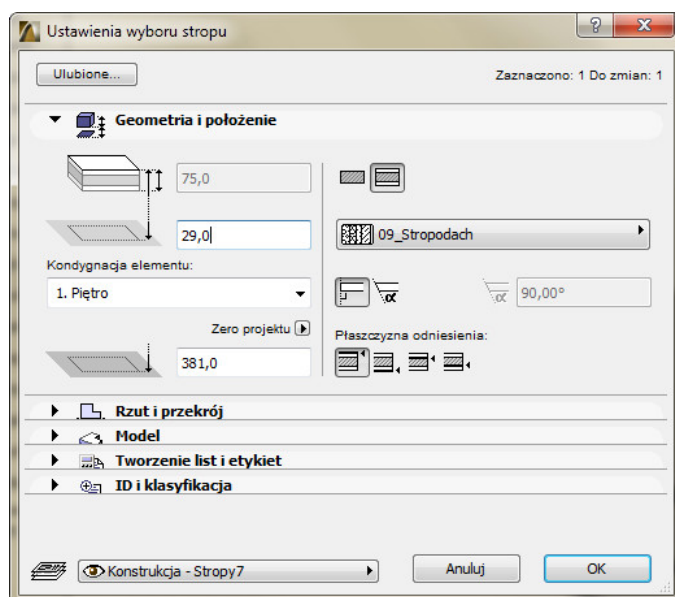 Ustawienia wyboru stropu
Ulubione...
Zaznaczono: 1 Do zmian: 1
Geometria i położenie
75,0
29,0
09_Stropodach
Kondygnacja elementu:
1. Piętro
α
α
90,00°
Zero projektu
Płaszczyzna odniesienia:
381,0
Rzut i przekrój
Model
Tworzenie list i etykiet
ID i klasyfikacja
Konstrukcja - Stropy7
Anuluj
OK